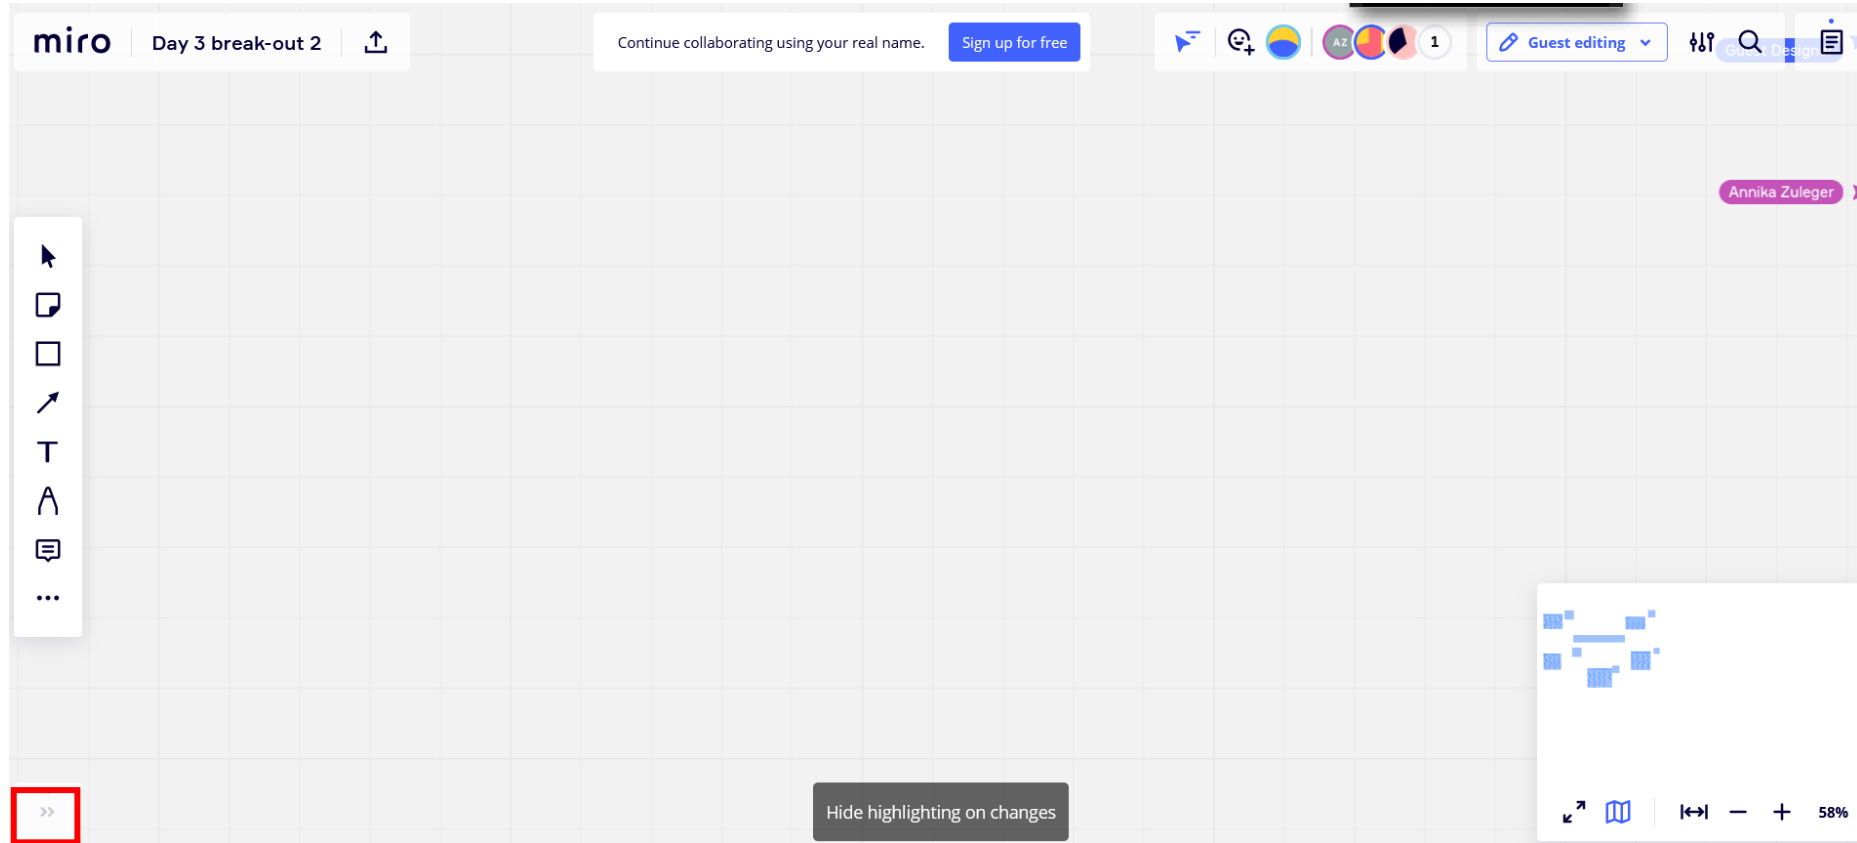 miro
Day 3 break-out 2
Continue collaborating using your real name.
Sign up for free
AZ
1
Guest editing
Annika Zuleger
Hide highlighting on changes
58%